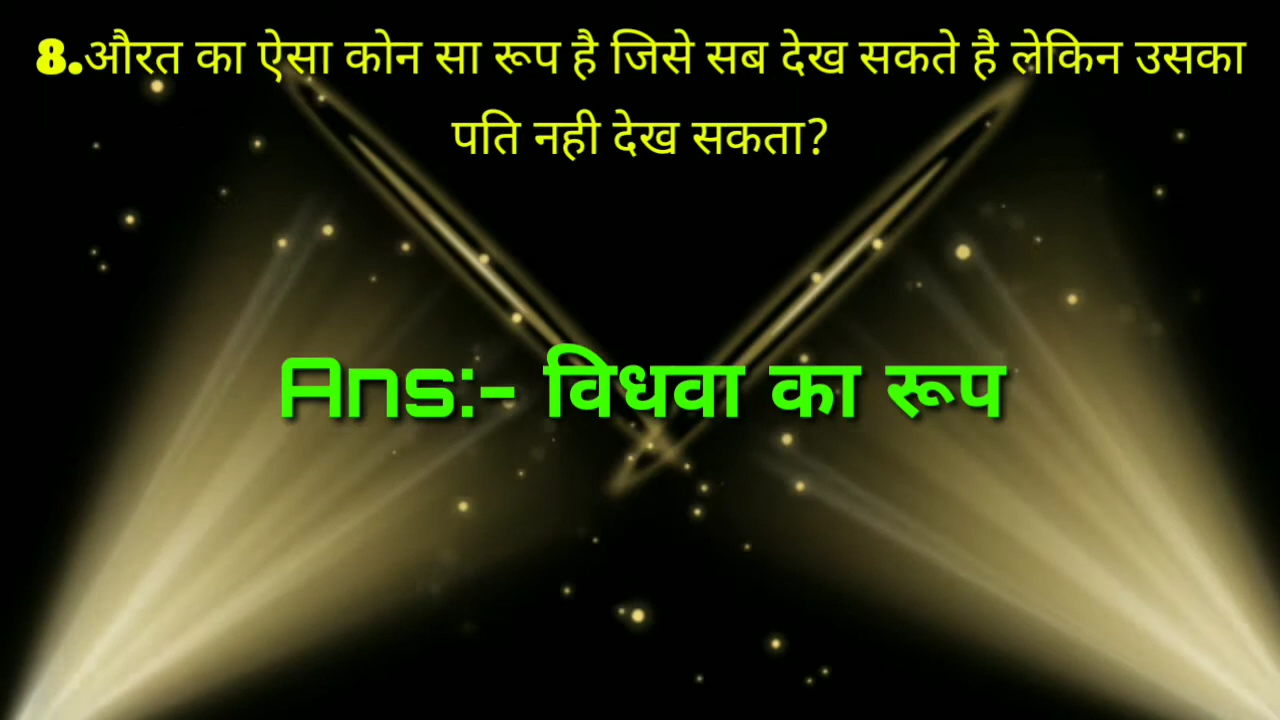 8.औरत का ऐसा कोन सा रूप है जिसे सब देख सकते है लेकिन उसका
पति नही देख सकता?
Ans:- विधवा का रूप